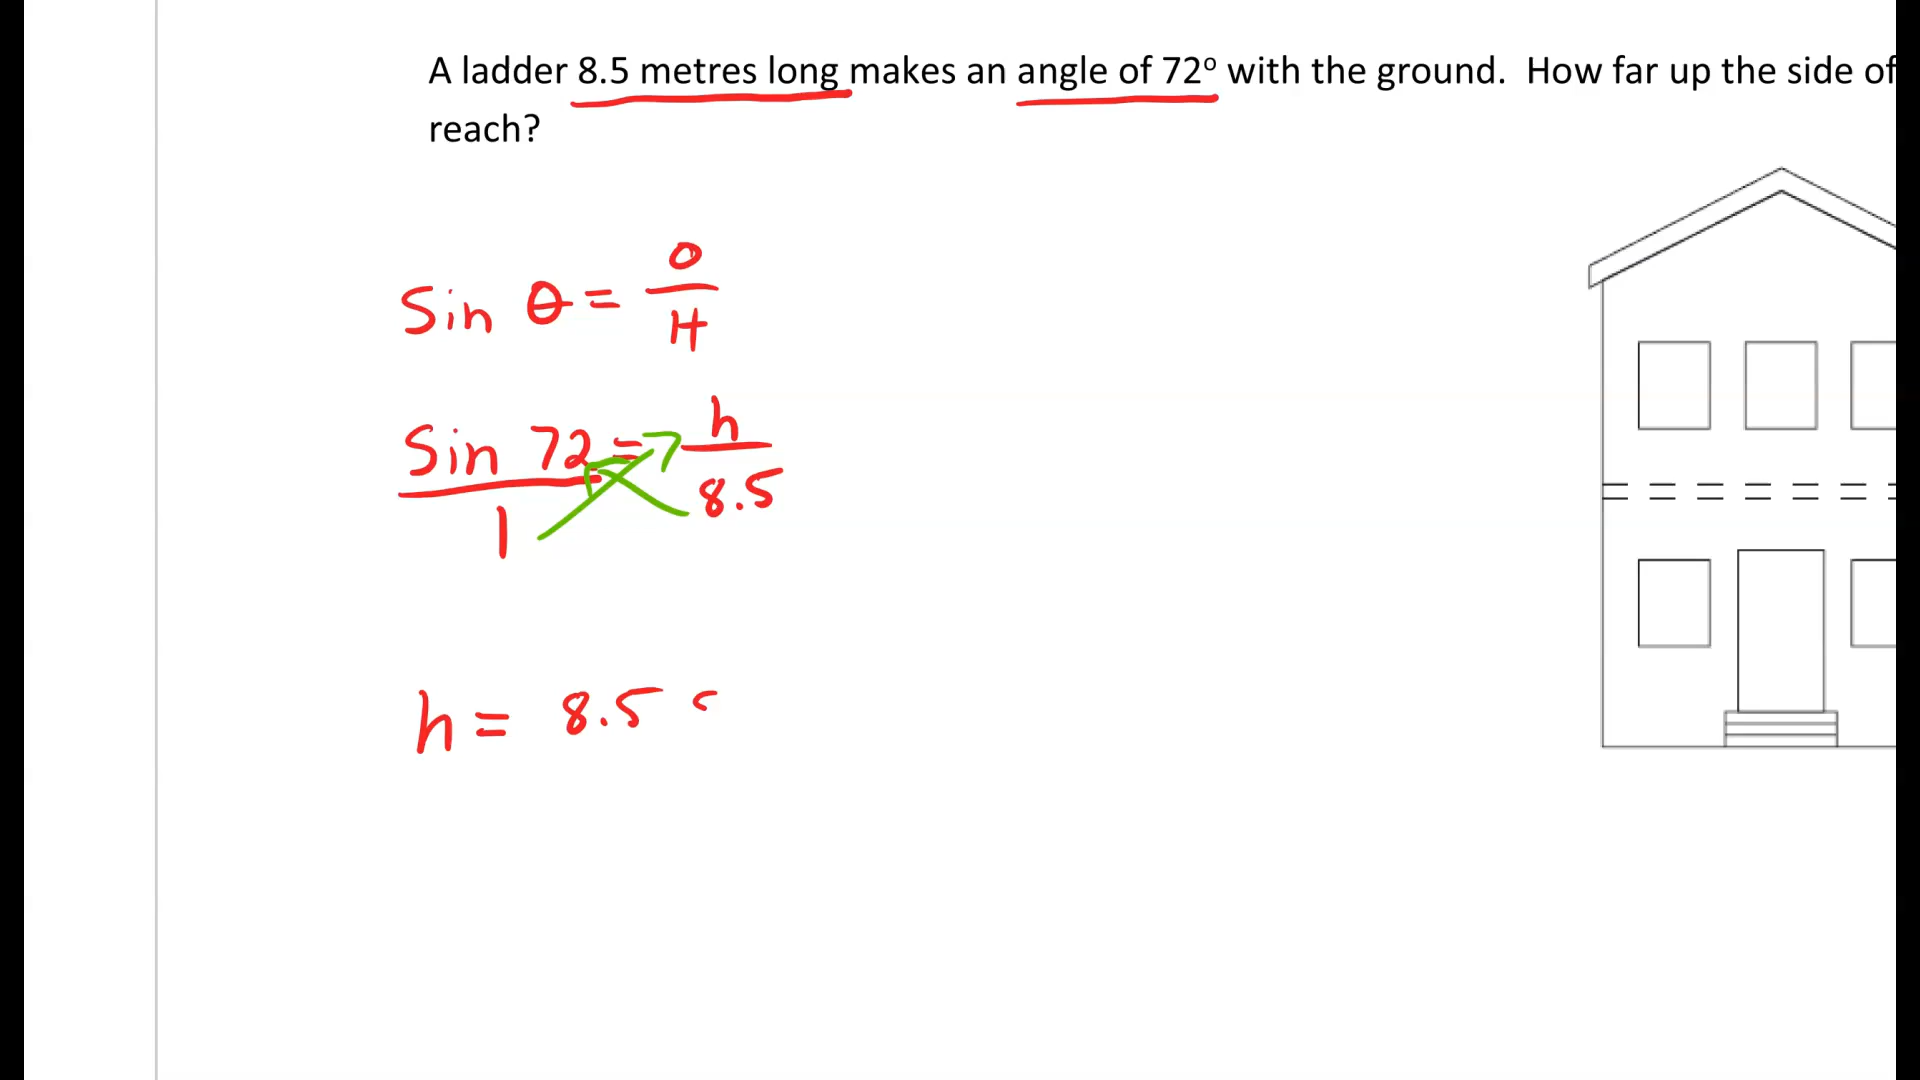 A ladder 8.5 metres long makes an angle of 72° with the ground. How far up the side of
reach?
Sin θ = O/H
Sin 72/1 = h/8.5
h = 8.5 s